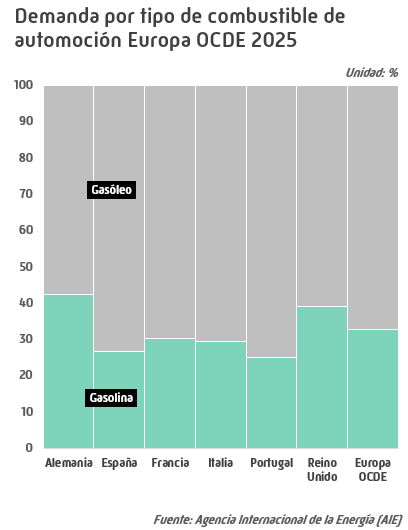 Demanda por tipo de combustible de
automoción Europa OCDE 2025
Unidad: %
100
90
80
70
60
50
40
30
20
10
0
Gasóleo
Gasolina
Alemania España Francia Italia Portugal Reino Unido Europa OCDE
Fuente: Agencia Internacional de la Energía (AIE)